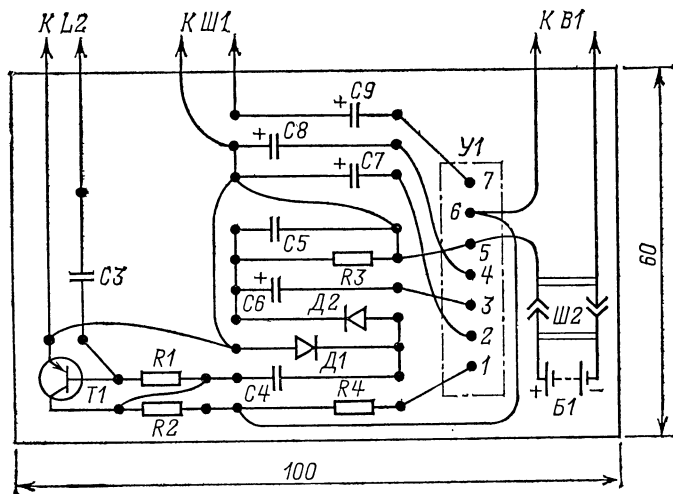 К L2 К Ш1 К В1
+ С9
+ С8
+ С7
У1
7
6
5
4
3
2
1
С5
R3
С3
С6 +
Д2
Ш2
Д1
R1
С4
R4
Т1
R2
+ Б1 −
60
100